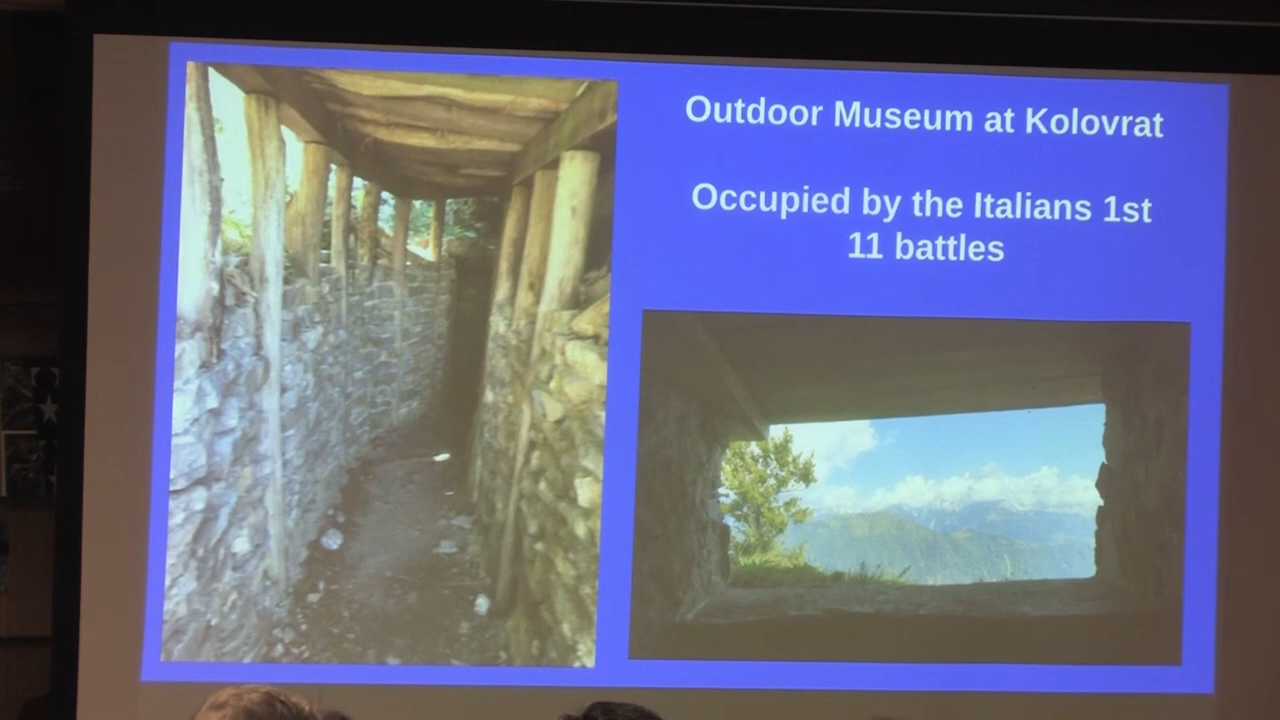 Outdoor Museum at Kolovrat
Occupied by the Italians 1st
11 battles